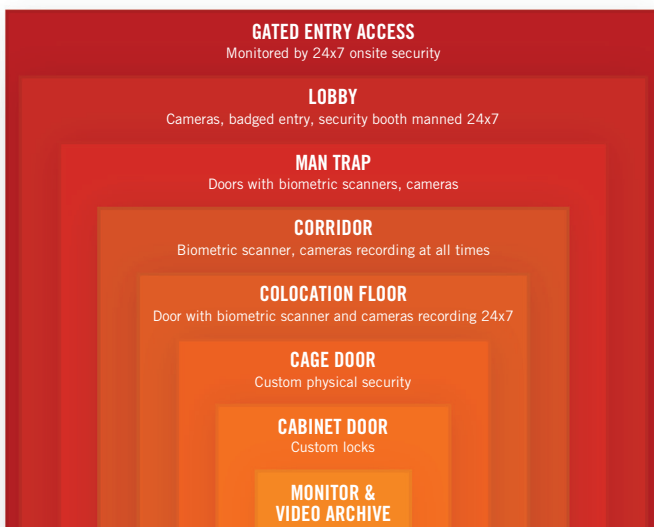 GATED ENTRY ACCESS
Monitored by 24x7 onsite security
LOBBY
Cameras, badged entry, security booth manned 24x7
MAN TRAP
Doors with biometric scanners, cameras
CORRIDOR
Biometric scanner, cameras recording at all times
COLOCATION FLOOR
Door with biometric scanner and cameras recording 24x7
CAGE DOOR
Custom physical security
CABINET DOOR
Custom locks
MONITOR &
VIDEO ARCHIVE